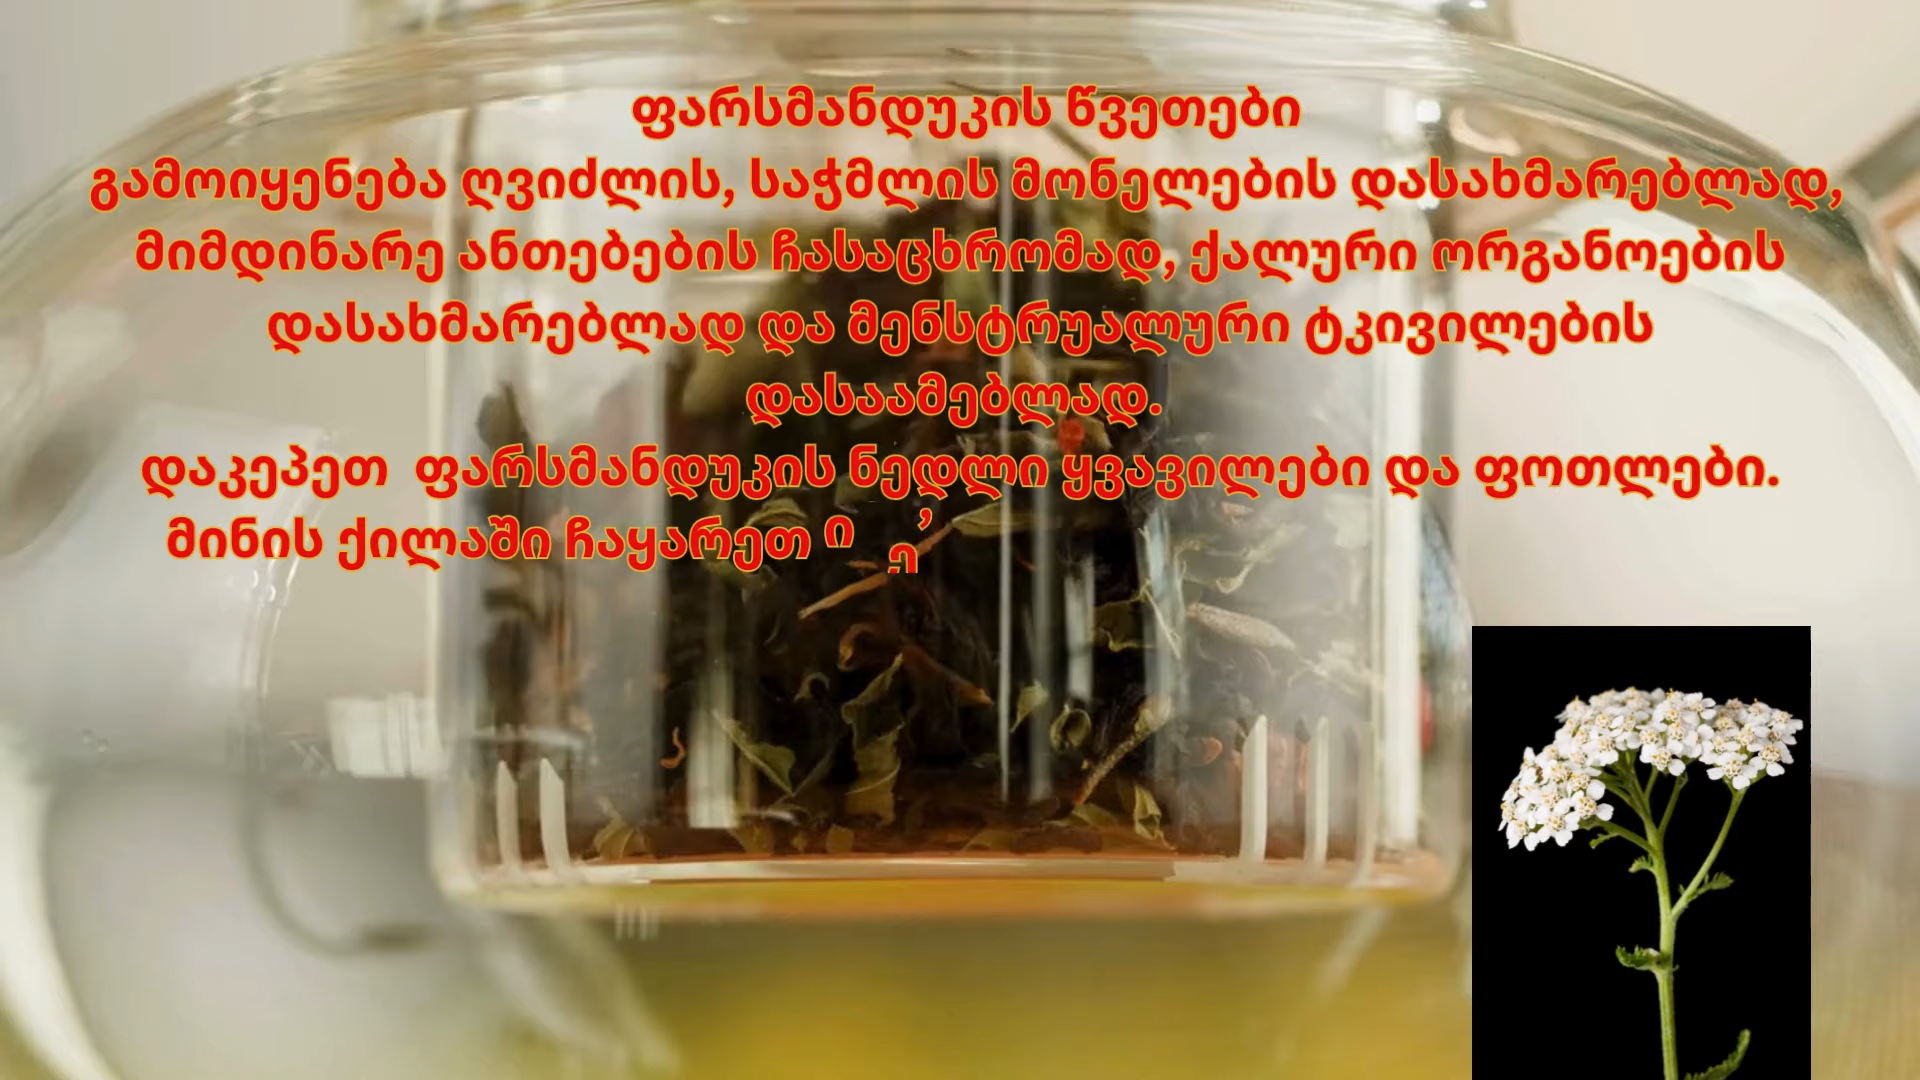 ფარსმანდუკის წვეთები
გამოიყენება ღვიძლის, საჭმლის მონელების დასახმარებლად,
მიმდინარე ანთებების ჩასაცხრომად, ქალური ორგანოების
დასახმარებლად და მენსტრუალური ტკივილების
დასაამებლად.
დაკეპეთ ფარსმანდუკის ნედლი ყვავილები და ფოთლები.
მინის ქილაში ჩაყარეთ